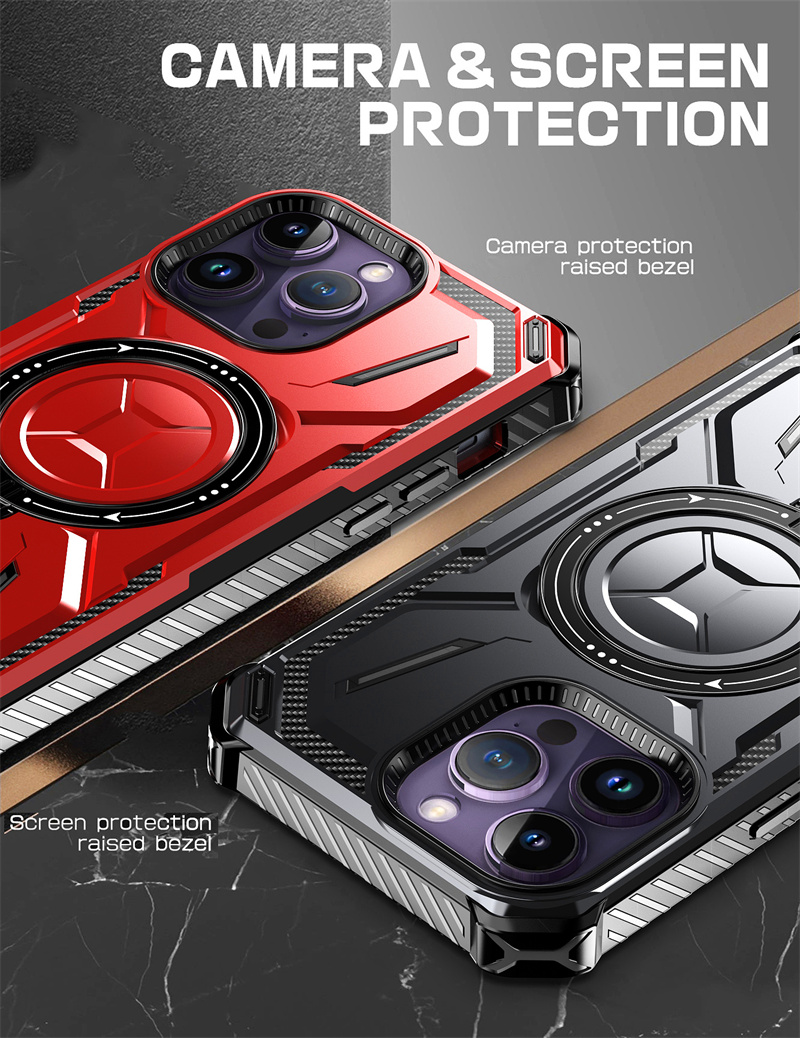 CAMERA & SCREEN
PROTECTION
Camera protection
raised bezel
Screen protection
raised bezel